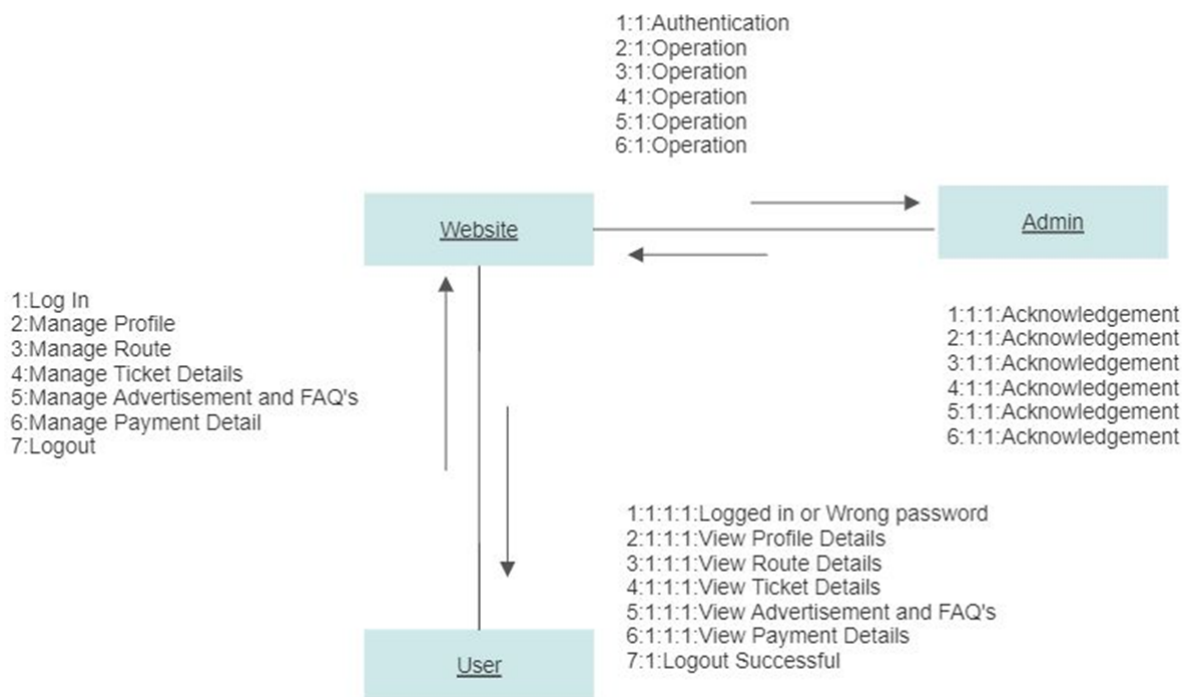 1:1:Authentication
2:1:Operation
3:1:Operation
4:1:Operation
5:1:Operation
6:1:Operation
Website
Admin
1:Log In
2:Manage Profile
3:Manage Route
4:Manage Ticket Details
5:Manage Advertisement and FAQ's
6:Manage Payment Detail
7:Logout
1:1:1:Acknowledgement
2:1:1:Acknowledgement
3:1:1:Acknowledgement
4:1:1:Acknowledgement
5:1:1:Acknowledgement
6:1:1:Acknowledgement
1:1:1:1:Logged in or Wrong password
2:1:1:1:View Profile Details
3:1:1:1:View Route Details
4:1:1:1:View Ticket Details
5:1:1:1:View Advertisement and FAQ's
6:1:1:1:View Payment Details
7:1:Logout Successful
User